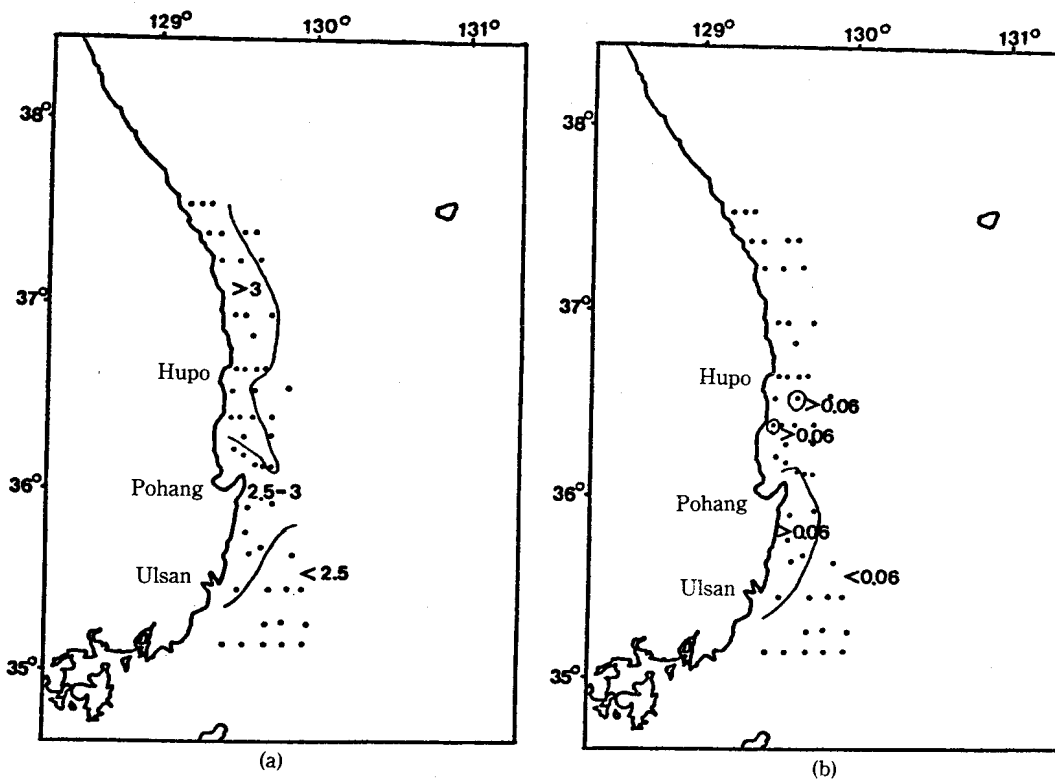 129° 130° 131°
38°
37°
36°
35°
>3
Hupo
Pohang
2.5-3
Ulsan
<2.5
(a)
129° 130° 131°
38°
37°
36°
35°
Hupo
>0.06
>0.06
Pohang
>0.06
Ulsan
<0.06
(b)